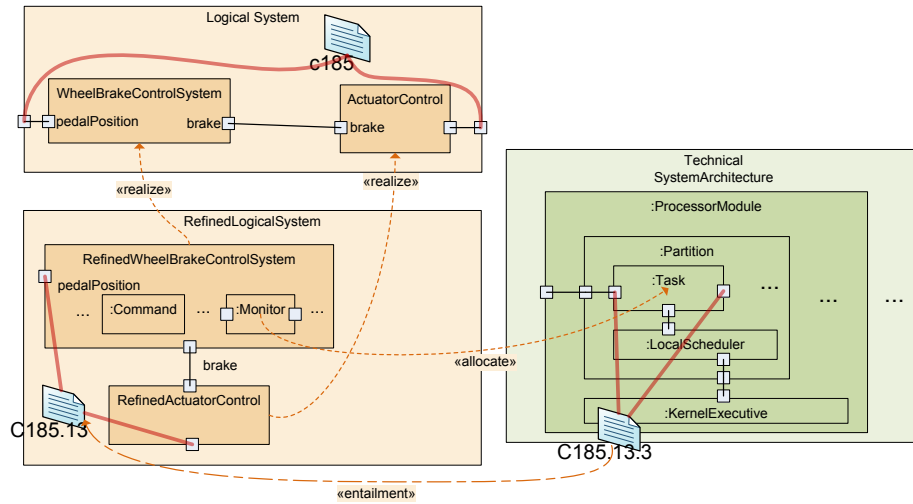 Logical System
c185
WheelBrakeControlSystem
pedalPosition
brake
ActuatorControl
brake
«realize»
«realize»
RefinedLogicalSystem
RefinedWheelBrakeControlSystem
pedalPosition
...
:Command
...
:Monitor
...
brake
RefinedActuatorControl
C185.13
«allocate»
«entailment»
Technical
SystemArchitecture
:ProcessorModule
:Partition
:Task
...
...
...
:LocalScheduler
:KernelExecutive
C185.13.3